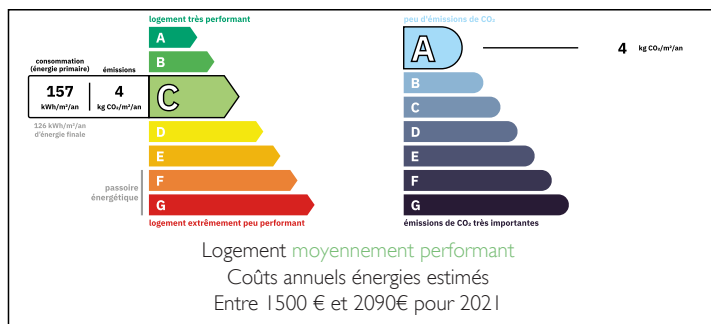 logement très performant
A
B
consommation
(énergie primaire)
émissions
157
kWh/m²/an
4
kg CO₂/m²/an
C
126 kWh/m²/an
d'énergie finale
D
E
F
G
passoire
énergétique
logement extrêmement peu performant
peu d'émissions de CO₂
A
4 kg CO₂/m²/an
B
C
D
E
F
G
émissions de CO₂ très importantes
Logement moyennement performant
Coûts annuels énergies estimés
Entre 1500 € et 2090€ pour 2021